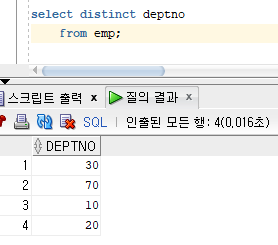 select distinct deptno
from emp;
스크립트 출력 x 질의 결과 x
SQL | 인출된 모든 행: 4(0,016초)
DEPTNO
1 30
2 70
3 10
4 20